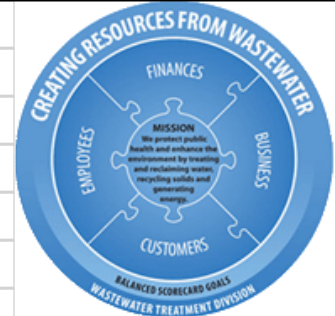 CREATING RESOURCES FROM WASTEWATER
FINANCES
EMPLOYEES
MISSION
We protect public
health and enhance the
environment by treating
and reclaiming water,
recycling solids and
generating
energy.
BUSINESS
CUSTOMERS
BALANCED SCORECARD GOALS
WASTEWATER TREATMENT DIVISION